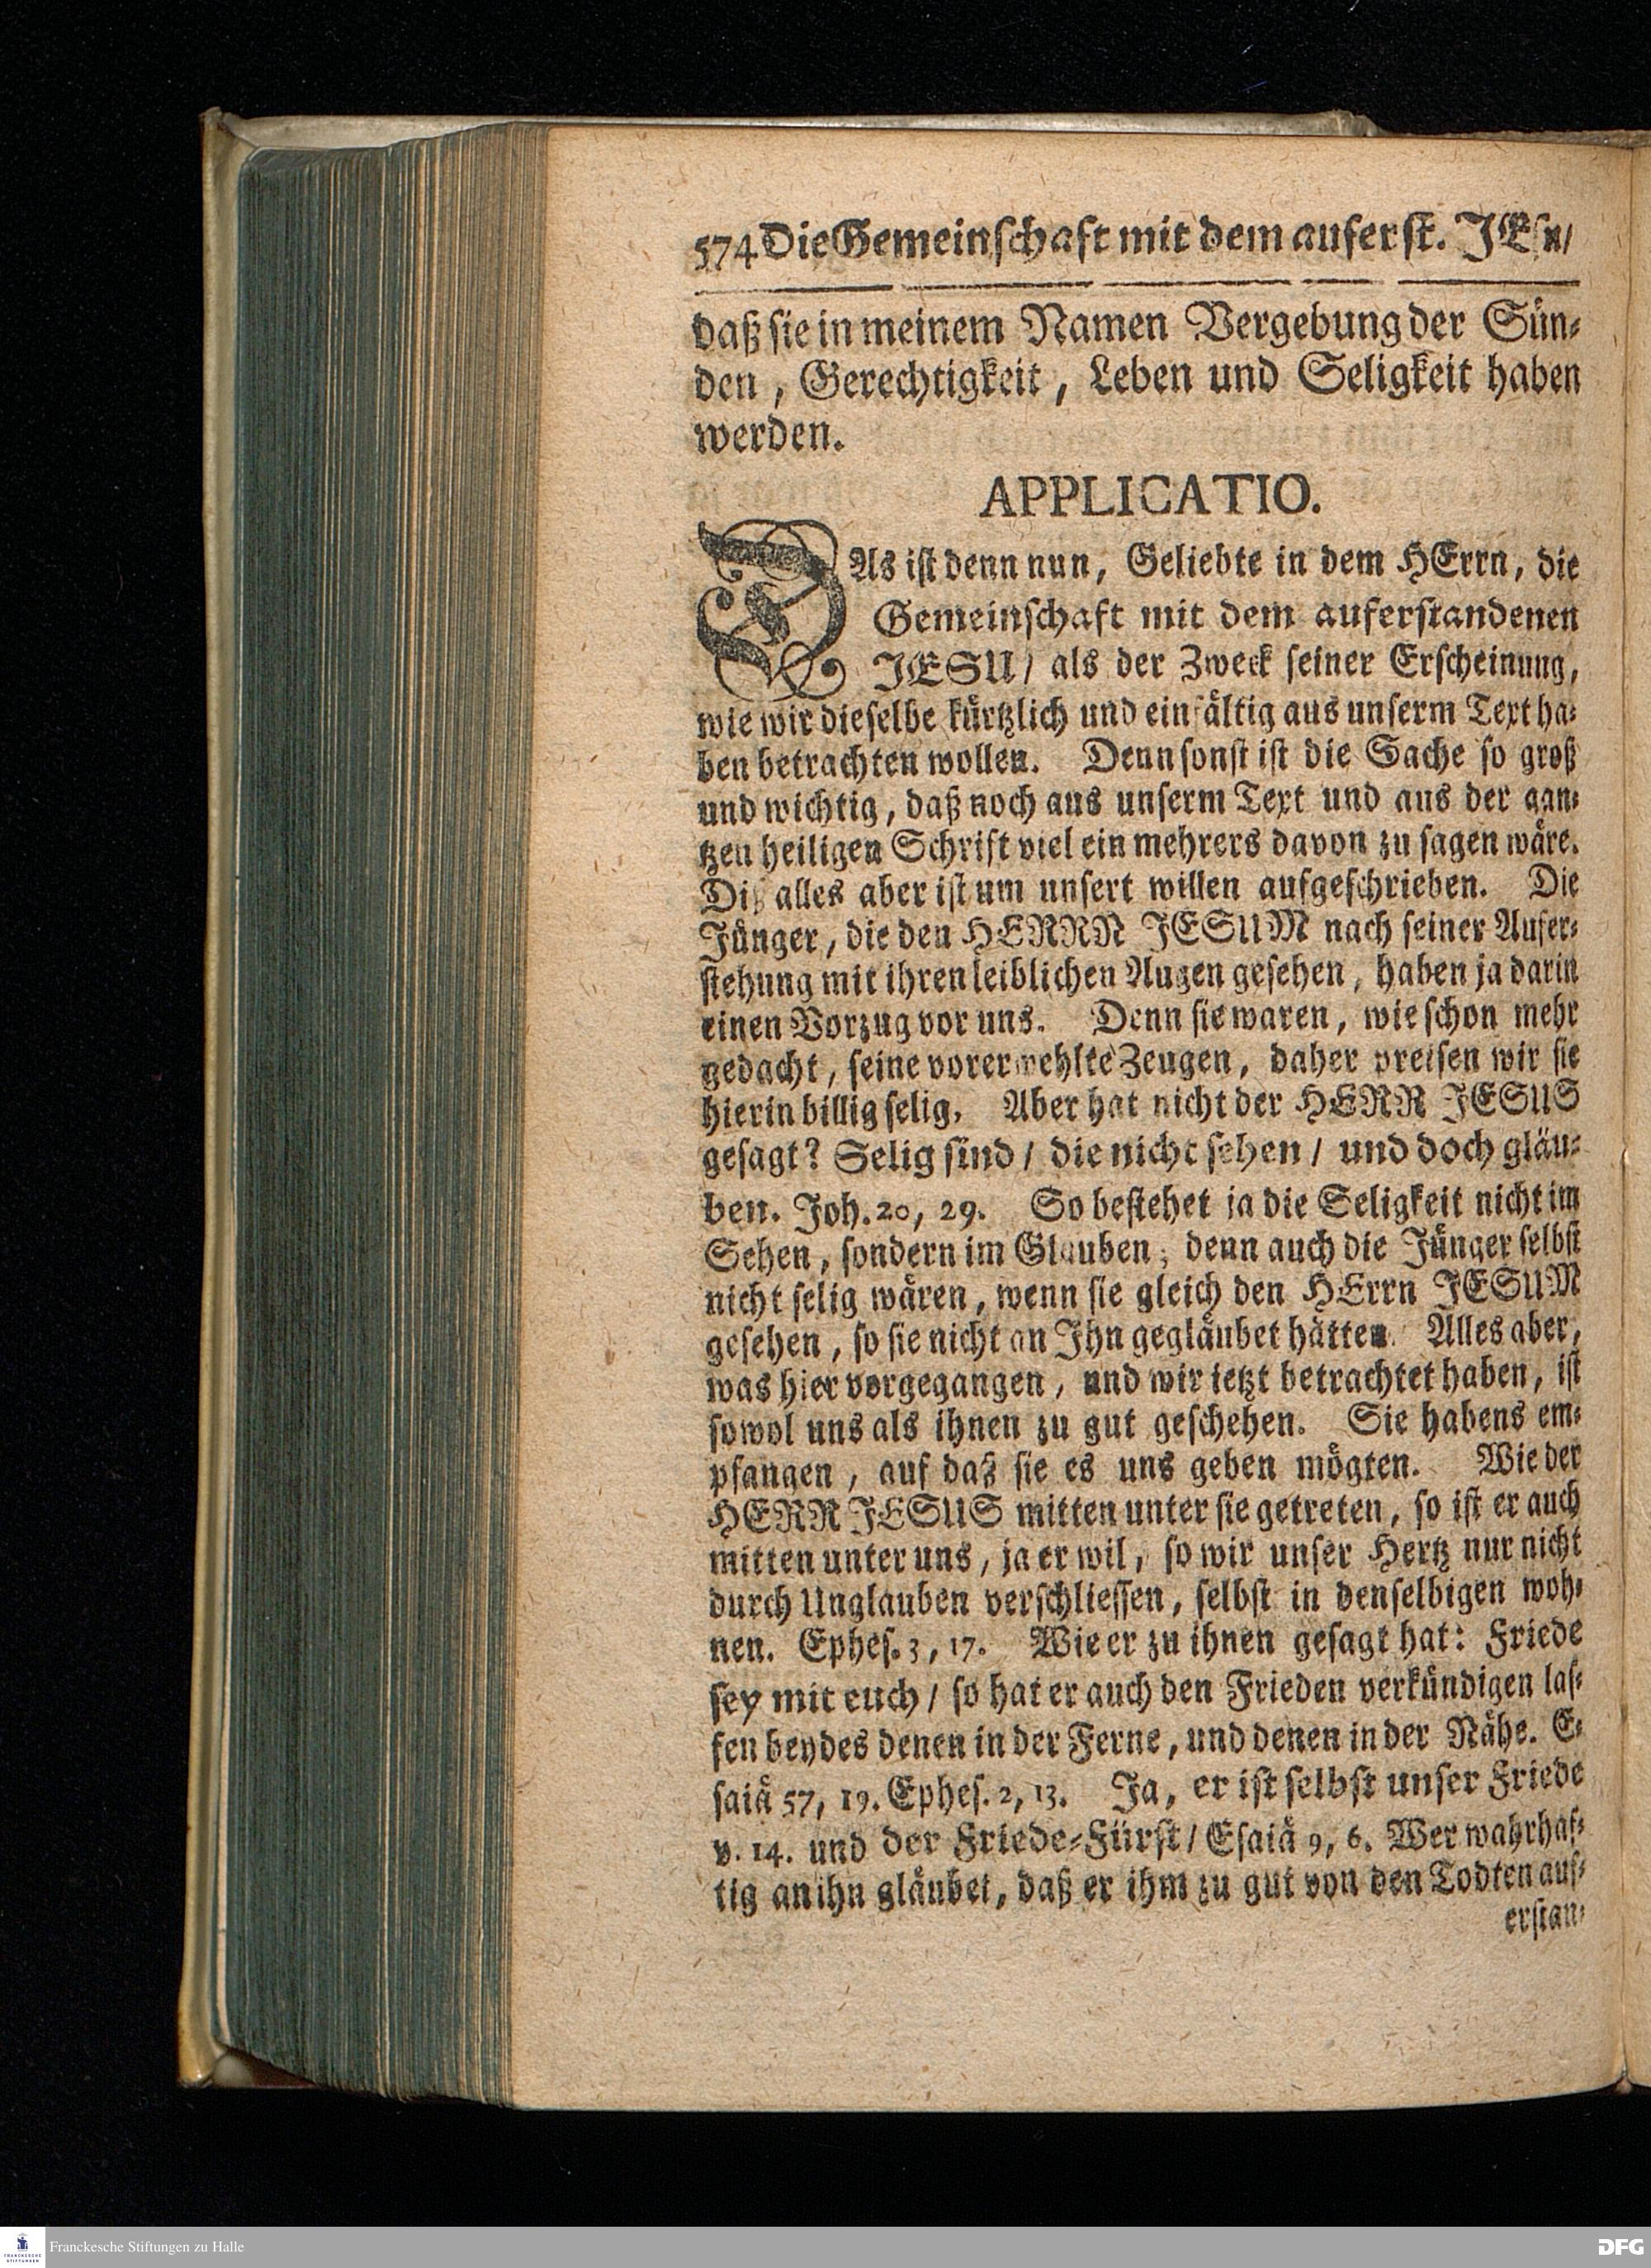 574 Die Gemeinschaft mit dem auferst. JEsu/
daß sie in meinem Namen Vergebung der Sün-
den, Gerechtigkeit, Leben und Seligkeit haben
werden.
APPLICATIO.
DAs ist denn nun, Geliebte in dem HErrn, die
Gemeinschaft mit dem auferstandenen
JESU/ als der Zweck seiner Erscheinung,
wie wir dieselbe kürtzlich und einfältig aus unserm Text ha-
ben betrachten wollen. Denn sonst ist die Sache so groß
und wichtig, daß noch aus unserm Text und aus der gan-
tzen heiligen Schrift viel ein mehrers davon zu sagen wäre.
Diß alles aber ist um unsert willen aufgeschrieben. Die
Jünger, die den HERRN JESUM nach seiner Aufer-
stehung mit ihren leiblichen Augen gesehen, haben ja darin
einen Vorzug vor uns. Denn sie waren, wie schon mehr
gedacht, seine vorerwehlte Zeugen, daher preisen wir sie
hierin billig selig. Aber hat nicht der HERR JESUS
gesagt? Selig sind/ die nicht sehen/ und doch gläu-
ben. Joh. 20, 29. So bestehet ja die Seligkeit nicht im
Sehen, sondern im Glauben; denn auch die Jünger selbst
nicht selig wären, wenn sie gleich den HErrn JESUM
gesehen, so sie nicht an Ihn gegläubet hätten. Alles aber,
was hier vorgegangen, und wir ietzt betrachtet haben, ist
sowol uns als ihnen zu gut geschehen. Sie habens em-
pfangen, auf daß sie es uns geben mögten. Wie der
HERR JESUS mitten unter sie getreten, so ist er auch
mitten unter uns, ja er wil, so wir unser Hertz nur nicht
durch Unglauben verschliessen, selbst in denselbigen woh-
nen. Ephes. 3, 17. Wie er zu ihnen gesagt hat: Friede
sey mit euch/ so hat er auch den Frieden verkündigen las-
sen beydes denen in der Ferne, und denen in der Nähe. E-
saiä 57, 19. Ephes. 2, 13. Ja, er ist selbst unser Friede
v. 14. und der Friede-Fürst/ Esaiä 9, 6. Wer wahrhaf-
tig an ihn gläubet, daß er ihm zu gut von den Todten auf-
erstan-
FRANCKESCHE
STIFTUNGEN
Franckesche Stiftungen zu Halle
DFG